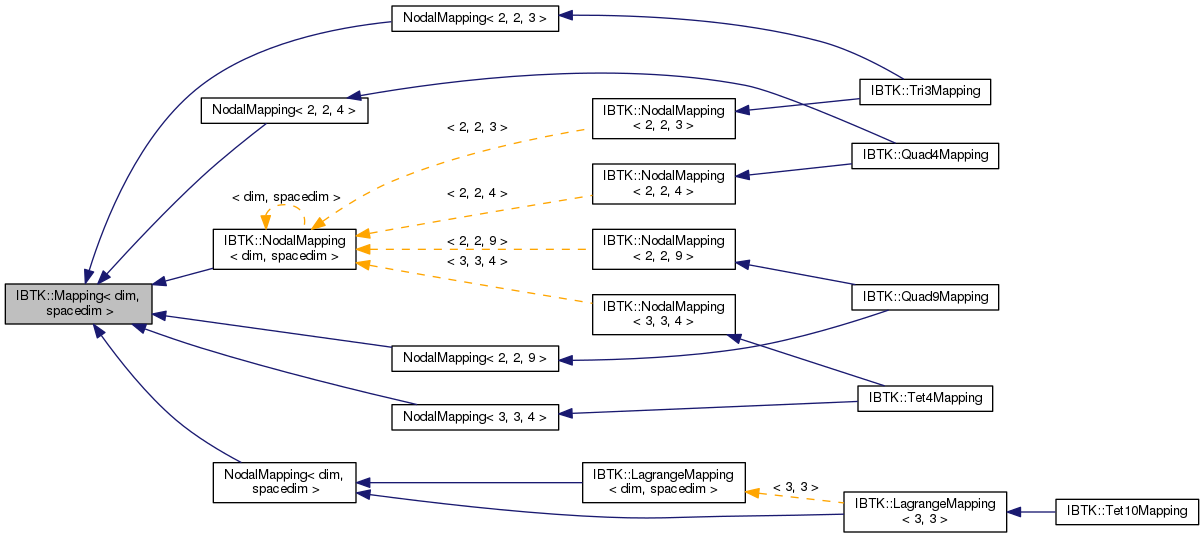 NodalMapping< 2, 2, 3 >
IBTK::Tri3Mapping
NodalMapping< 2, 2, 4 >
IBTK::NodalMapping
< 2, 2, 3 >
< 2, 2, 3 >
IBTK::Quad4Mapping
IBTK::NodalMapping
< 2, 2, 4 >
< dim, spacedim >
< 2, 2, 4 >
IBTK::NodalMapping
< dim, spacedim >
< 2, 2, 9 >
IBTK::NodalMapping
< 2, 2, 9 >
< 3, 3, 4 >
IBTK::Mapping< dim,
spacedim >
IBTK::Quad9Mapping
IBTK::NodalMapping
< 3, 3, 4 >
NodalMapping< 2, 2, 9 >
IBTK::Tet4Mapping
NodalMapping< 3, 3, 4 >
NodalMapping< dim,
spacedim >
IBTK::LagrangeMapping
< dim, spacedim >
< 3, 3 >
IBTK::LagrangeMapping
< 3, 3 >
IBTK::Tet10Mapping